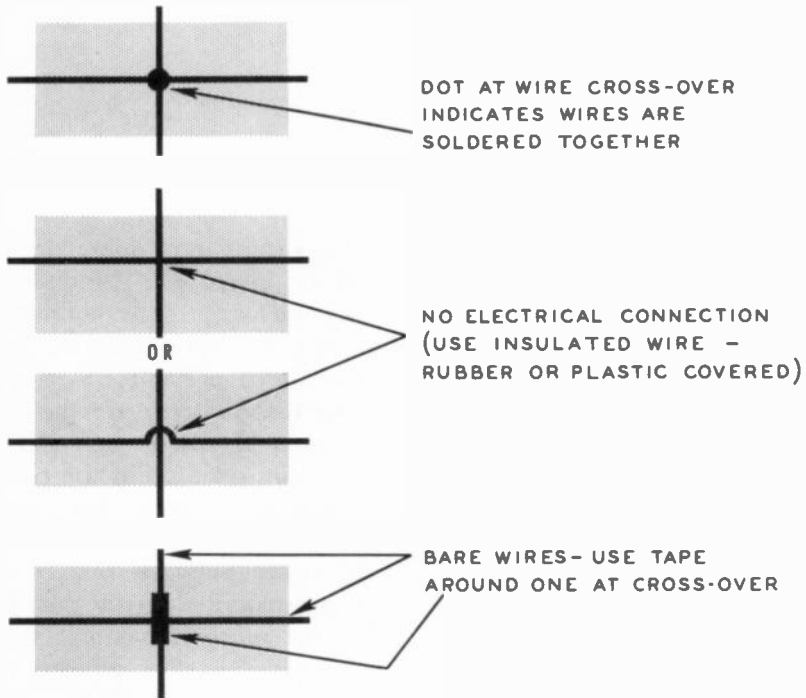 DOT AT WIRE CROSS-OVER
INDICATES WIRES ARE
SOLDERED TOGETHER
NO ELECTRICAL CONNECTION
OR
(USE INSULATED WIRE –
RUBBER OR PLASTIC COVERED)
BARE WIRES– USE TAPE
AROUND ONE AT CROSS-OVER